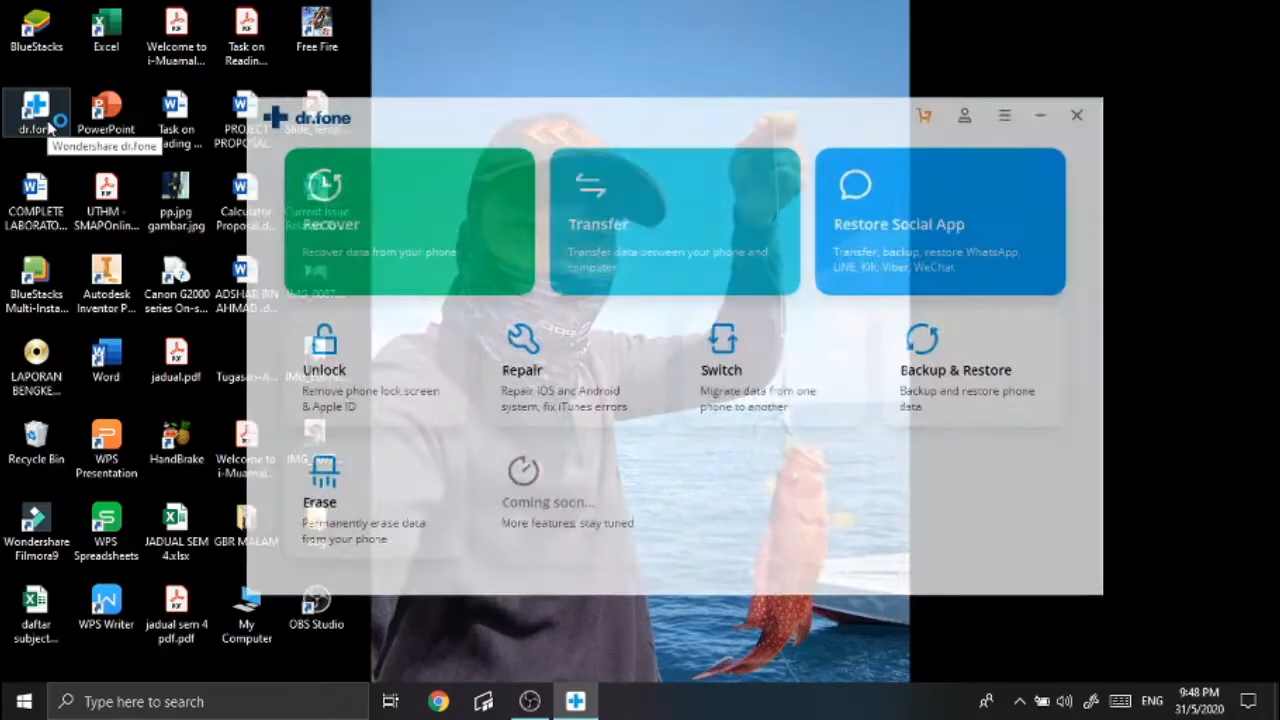 BlueStacks
Excel
Welcome to
i-Muamal...
Task on
Readin...
Free Fire
dr.fone
Wondershare dr.fone
PowerPoint
Task on
PROJECT
PROPOSAL...
COMPLETE
LABORATO...
UTHM -
SMAPOnlin...
pp.jpg
gambar.jpg
Calculator
Proposal.d...
Current Issue
BlueStacks
Multi-Insta...
Autodesk
Inventor P...
Canon G2000
series On-s...
ADSHAR BIN
AHMAD .d...
LAPORAN
BENGKE...
Word
jadual.pdf
Tugasan-A...
Recycle Bin
WPS
Presentation
HandBrake
Welcome to
i-Muamal...
Wondershare
Filmora9
WPS
Spreadsheets
JADUAL SEM
4.xlsx
GBR MALAM
daftar
subject...
WPS Writer
jadual sem 4
pdf.pdf
My
Computer
OBS Studio
dr.fone
Recover
Recover data from your phone
Transfer
Transfer data between your phone and
computer
Restore Social App
Transfer, backup, restore WhatsApp,
LINE, Kik, Viber, WeChat
Unlock
Remove phone lock screen
& Apple ID
Repair
Repair iOS and Android
system, fix iTunes errors
Switch
Migrate data from one
phone to another
Backup & Restore
Backup and restore phone
data
Erase
Permanently erase data
from your phone
Coming soon...
More features, stay tuned
Type here to search
ENG
9:48 PM
31/5/2020